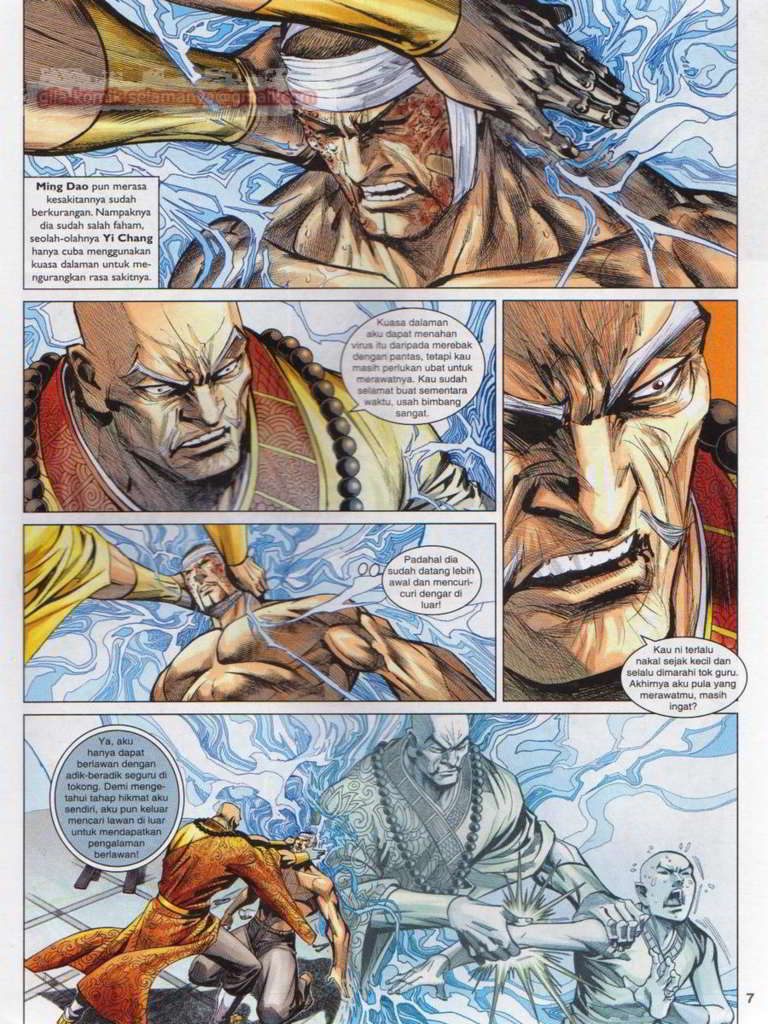 gila.komik.selamanya@gmail.com
Ming Dao pun merasa
kesakitannya sudah
berkurangan. Nampaknya
dia sudah salah faham,
seolah-olahnya Yi Chang
hanya cuba menggunakan
kuasa dalaman untuk me-
ngurangkan rasa sakitnya.
Kuasa dalaman
aku dapat menahan
virus itu daripada merebak
dengan pantas, tetapi kau
masih perlukan ubat untuk
merawatnya. Kau sudah
selamat buat sementara
waktu, usah bimbang
sangat.
Padahal dia
sudah datang lebih
awal dan mencuri-
curi dengar di
luar!
Kau ni terlalu
nakal sejak kecil dan
selalu dimarahi tok guru.
Akhirnya aku pula yang
merawatmu, masih
ingat?
Ya, aku
hanya dapat
berlawan dengan
adik-beradik seguru di
tokong. Demi menge-
tahui tahap hikmat aku
sendiri, aku pun keluar
mencari lawan di luar
untuk mendapatkan
pengalaman
berlawan!
7